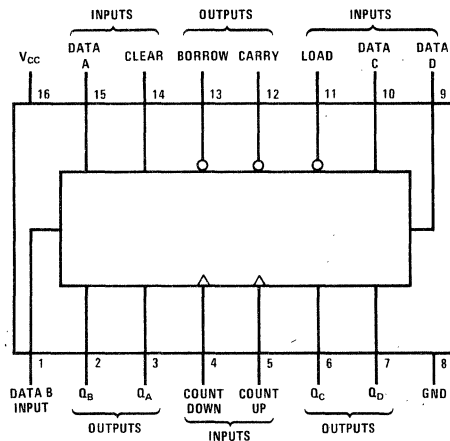 INPUTS OUTPUTS INPUTS
VCC DATA A CLEAR BORROW CARRY LOAD DATA C DATA D
16 15 14 13 12 11 10 9
1 2 3 4 5 6 7 8
DATA B INPUT QB QA COUNT DOWN COUNT UP QC QD GND
OUTPUTS INPUTS OUTPUTS